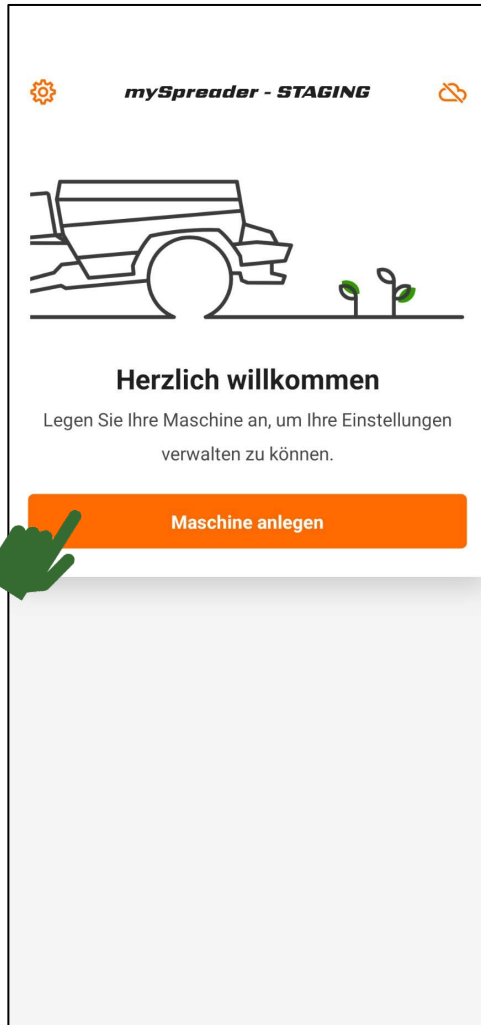 mySpreader - STAGING
Herzlich willkommen
Legen Sie Ihre Maschine an, um Ihre Einstellungen
verwalten zu können.
Maschine anlegen